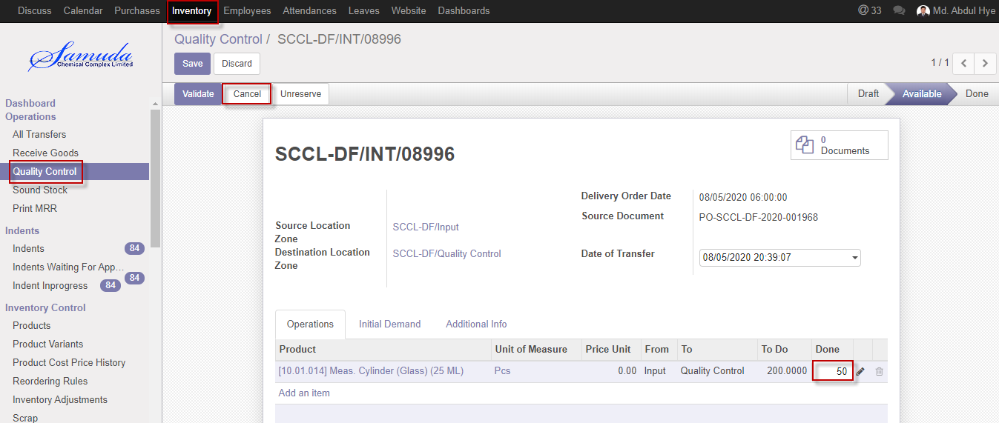 Discuss Calendar Purchases Inventory Employees Attendances Leaves Website Dashboards @ 33 Md. Abdul Hye
Samuda
Chemical Complex Limited
Quality Control / SCCL-DF/INT/08996
Save Discard
1 / 1
Validate Cancel Unreserve
Draft Available Done
Dashboard
Operations
All Transfers
Receive Goods
Quality Control
Sound Stock
Print MRR
Indents
Indents 84
Indents Waiting For App... 84
Indent Inprogress 84
Inventory Control
Products
Product Variants
Product Cost Price History
Reordering Rules
Inventory Adjustments
Scrap
0
Documents
SCCL-DF/INT/08996
Source Location
Zone
SCCL-DF/Input
Destination Location
Zone
SCCL-DF/Quality Control
Delivery Order Date 08/05/2020 06:00:00
Source Document PO-SCCL-DF-2020-001968
Date of Transfer 08/05/2020 20:39:07
Operations Initial Demand Additional Info
Product Unit of Measure Price Unit From To To Do Done
[10.01.014] Meas. Cylinder (Glass) (25 ML) Pcs 0.00 Input Quality Control 200.0000 50
Add an item